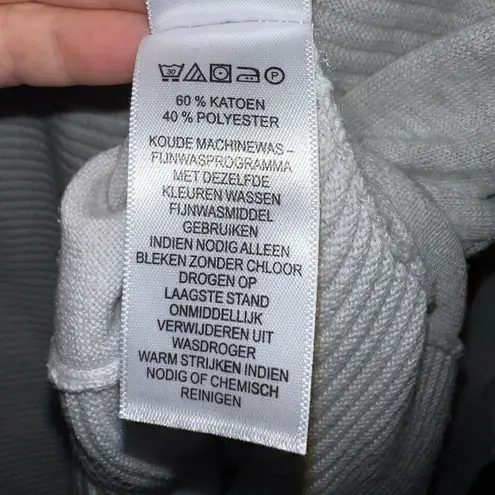 30 P
60 % KATOEN
40 % POLYESTER
KOUDE MACHINEWAS –
FIJNWASPROGRAMMA
MET DEZELFDE
KLEUREN WASSEN
FIJNWASMIDDEL
GEBRUIKEN
INDIEN NODIG ALLEEN
BLEKEN ZONDER CHLOOR
DROGEN OP
LAAGSTE STAND
ONMIDDELLIJK
VERWIJDEREN UIT
WASDROGER
WARM STRIJKEN INDIEN
NODIG OF CHEMISCH
REINIGEN